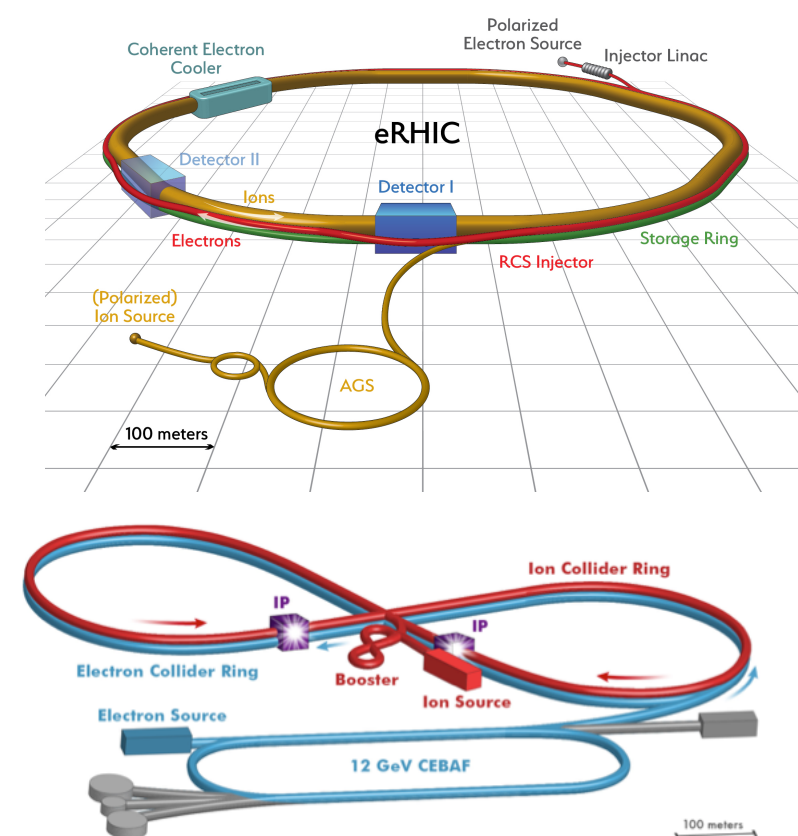 Polarized
Electron Source
Injector Linac
Coherent Electron
Cooler
eRHIC
Detector II
Detector I
Ions
Electrons
Storage Ring
RCS Injector
(Polarized)
Ion Source
AGS
100 meters
Ion Collider Ring
IP
IP
Electron Collider Ring
Booster
Ion Source
Electron Source
12 GeV CEBAF
100 meters